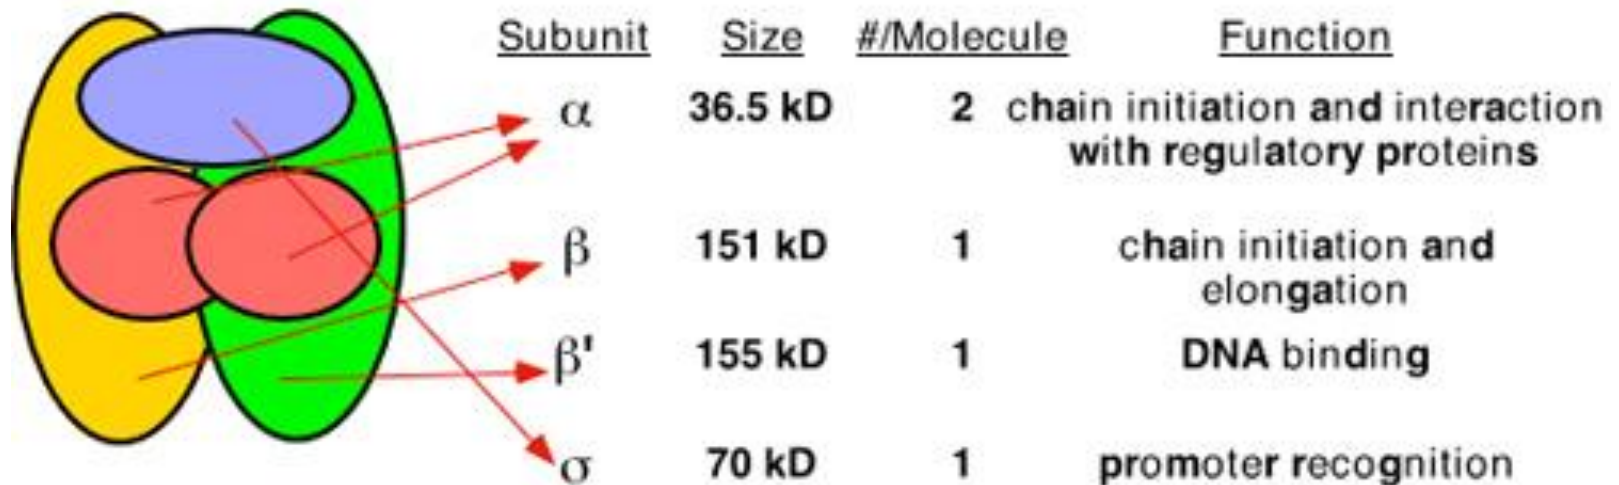 Subunit Size #/Molecule Function
α 36.5 kD 2 chain initiation and interaction
with regulatory proteins
β 151 kD 1 chain initiation and
elongation
β' 155 kD 1 DNA binding
σ 70 kD 1 promoter recognition